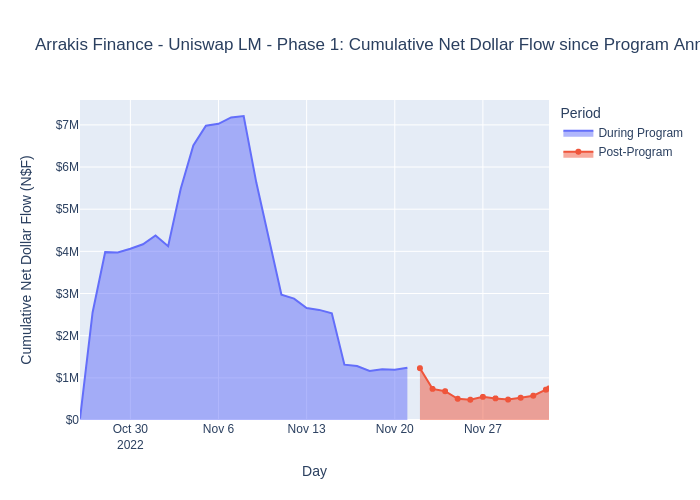 Arrakis Finance - Uniswap LM - Phase 1: Cumulative Net Dollar Flow since Program Ann
Period
During Program
Post-Program
Cumulative Net Dollar Flow (N$F)
$7M
$6M
$5M
$4M
$3M
$2M
$1M
$0
Oct 30
2022
Nov 6
Nov 13
Nov 20
Nov 27
Day